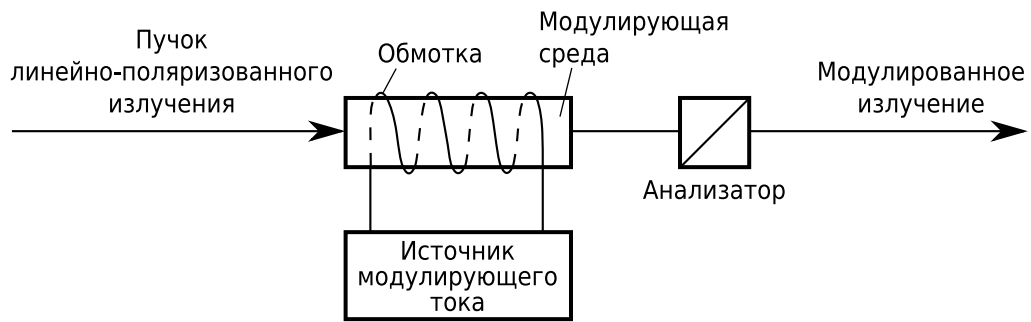 Пучок
линейно-поляризованного
излучения
Обмотка
Модулирующая
среда
Модулированное
излучение
Анализатор
Источник
модулирующего
тока